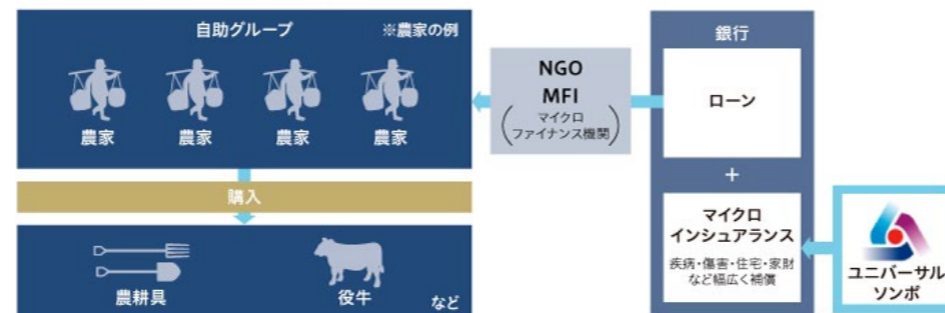 自助グループ ※農家の例
農家 農家 農家 農家
購入
農耕具 役牛 など
NGO
MFI
(マイクロ
ファイナンス機関)
銀行
ローン
+
マイクロ
インシュアランス
疾病・傷害・住宅・家財
など幅広く補償
ユニバーサル
ソンポ